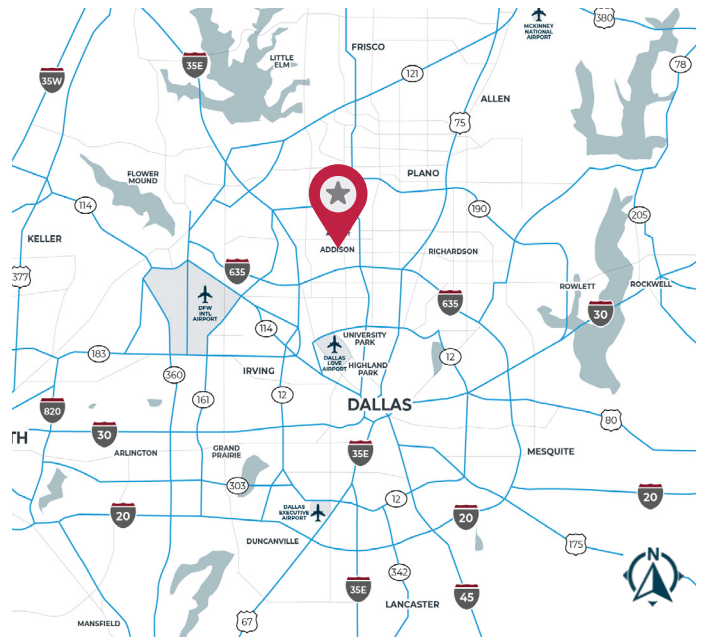 MCKINNEY
NATIONAL
AIRPORT
380
FRISCO
35E
LITTLE
ELM
78
121
35W
ALLEN
75
PLANO
FLOWER
MOUND
114
190
205
KELLER
ADDISON
RICHARDSON
377
635
ROWLETT
ROCKWELL
DFW
INTL
AIRPORT
635
30
114
UNIVERSITY
PARK
183
DALLAS
LOVE
AIRPORT
12
HIGHLAND
PARK
360
IRVING
161
12
DALLAS
820
TH
30
80
ARLINGTON
GRAND
PRAIRIE
35E
MESQUITE
303
12
20
20
DALLAS
EXECUTIVE
AIRPORT
20
DUNCANVILLE
175
N
342
35E
45
LANCASTER
MANSFIELD
67